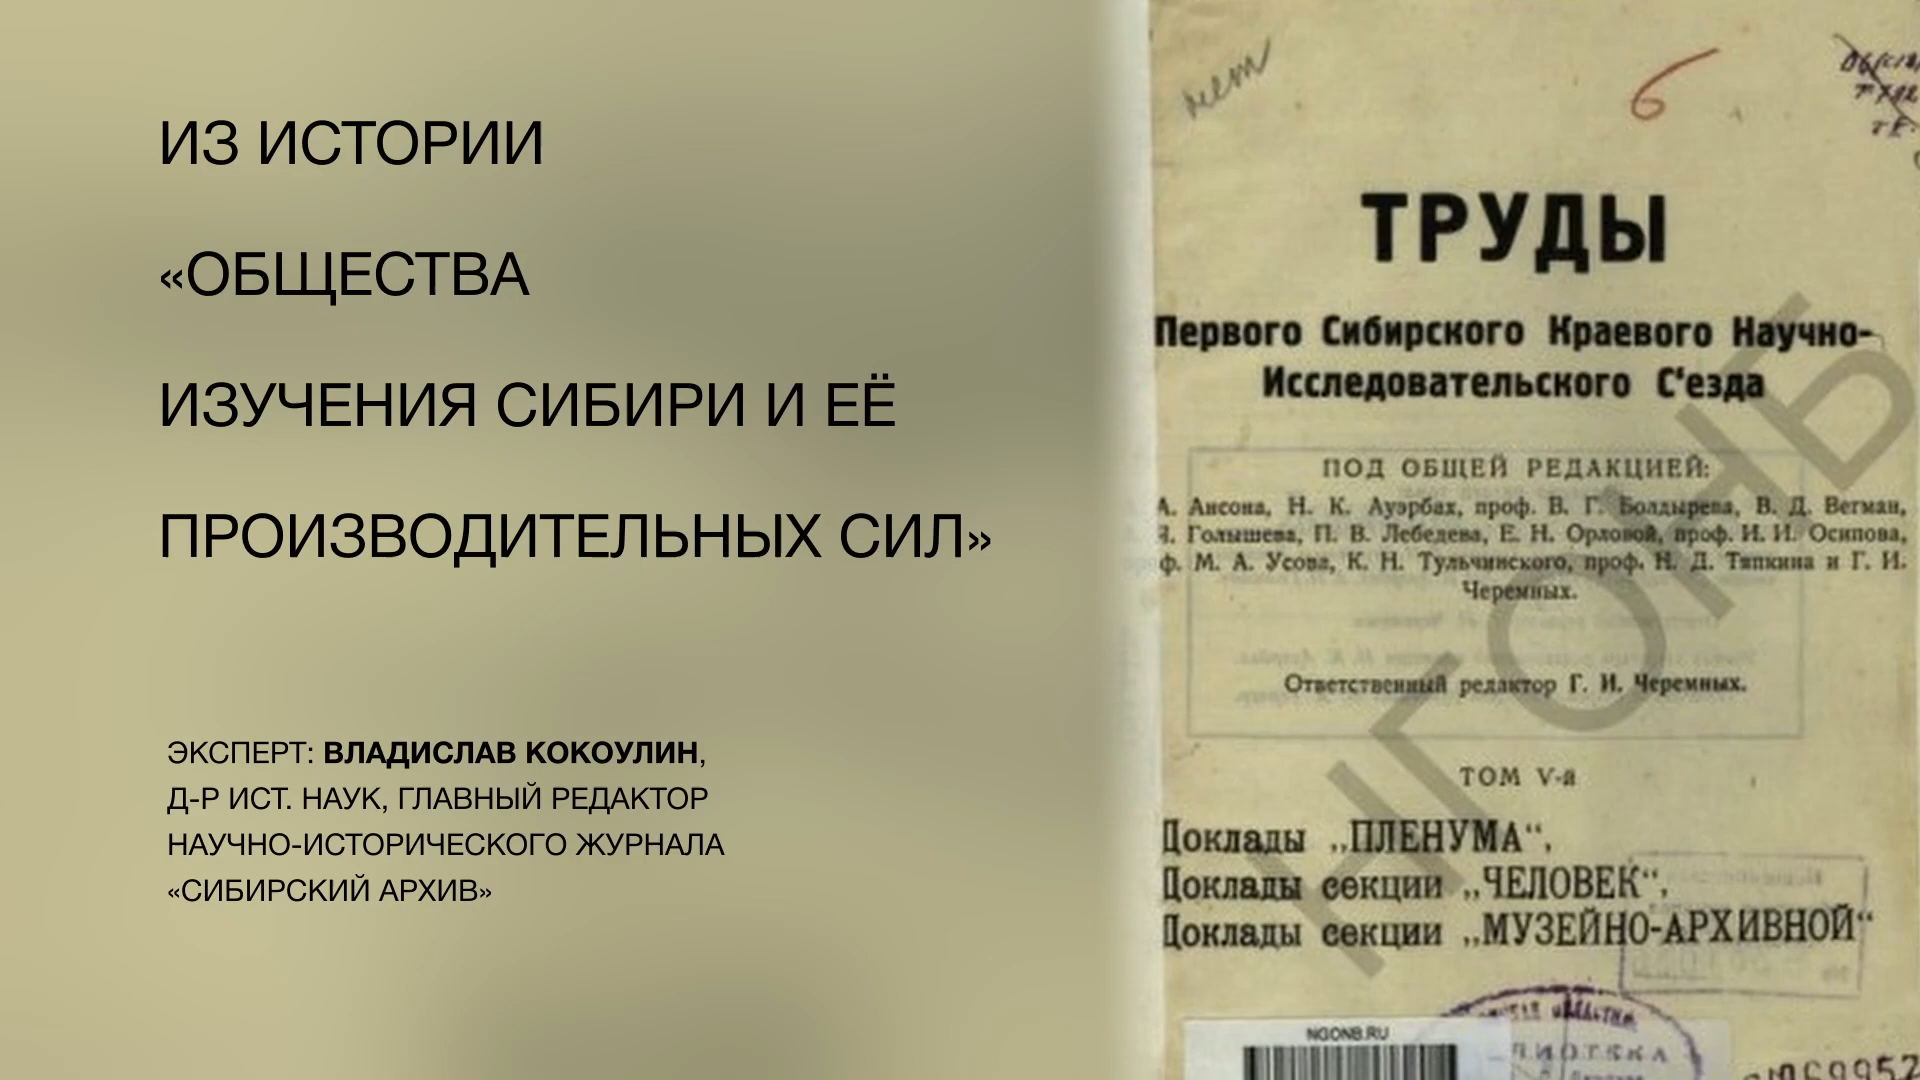 ИЗ ИСТОРИИ
«ОБЩЕСТВА
ИЗУЧЕНИЯ СИБИРИ И ЕЁ
ПРОИЗВОДИТЕЛЬНЫХ СИЛ»
ЭКСПЕРТ: ВЛАДИСЛАВ КОКОУЛИН,
Д-Р ИСТ. НАУК, ГЛАВНЫЙ РЕДАКТОР
НАУЧНО-ИСТОРИЧЕСКОГО ЖУРНАЛА
«СИБИРСКИЙ АРХИВ»
нет
6
ТРУДЫ
Первого Сибирского Краевого Научно-
Исследовательского С‘езда
ПОД ОБЩЕЙ РЕДАКЦИЕЙ:
А. Ансона, Н. К. Ауэрбах, проф. В. Г. Болдырева, В. Д. Вегман,
Я. Голышева, П. В. Лебедева, Е. Н. Орловой, проф. И. И. Осипова,
ф. М. А. Усова, К. Н. Тульчинского, проф. Н. Д. Тяпкина и Г. И.
Черемных.
Ответственный редактор Г. И. Черемных.
ТОМ V-й
Доклады „ПЛЕНУМА“,
Доклады секции „ЧЕЛОВЕК“,
Доклады секции „МУЗЕЙНО-АРХИВНОЙ“
НГОНБ
NGONB.RU